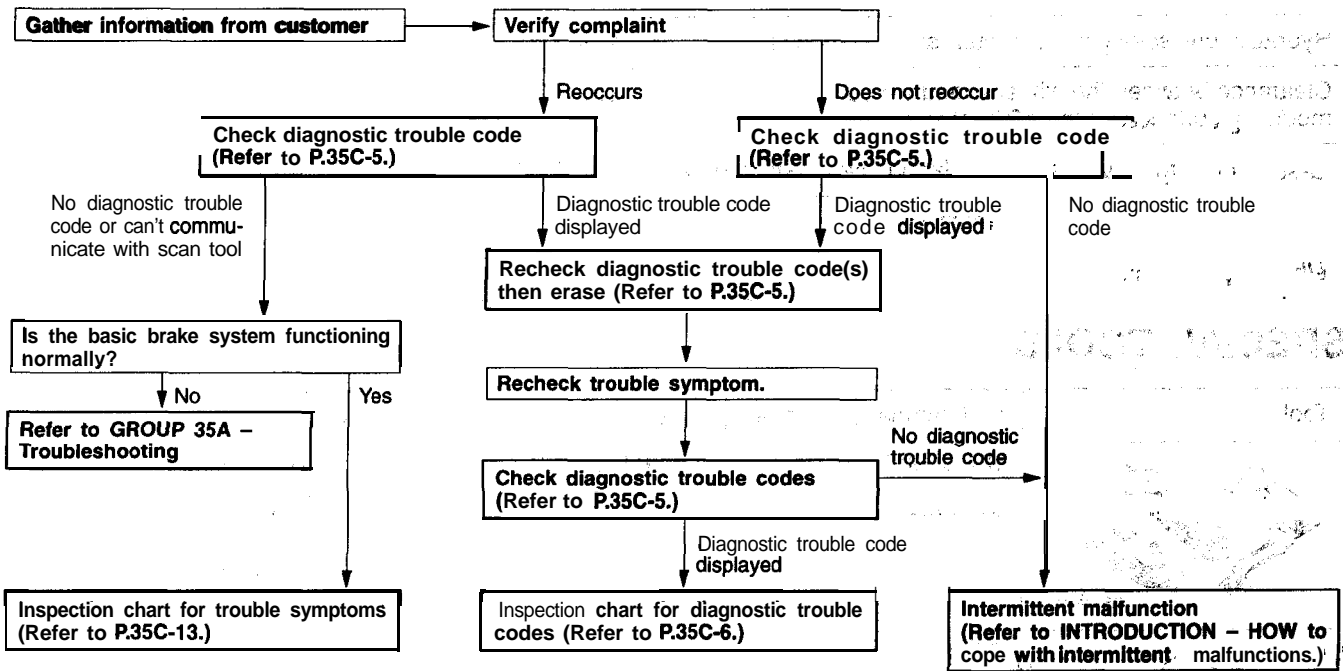 Gather information from customer
Verify complaint
Reoccurs
Does not reoccur
Check diagnostic trouble code
(Refer to P.35C-5.)
Check diagnostic trouble code
(Refer to P.35C-5.)
No diagnostic trouble
code or can't commu-
nicate with scan tool
Diagnostic trouble code
displayed
Diagnostic trouble
code displayed
No diagnostic trouble
code
Recheck diagnostic trouble code(s)
then erase (Refer to P.35C-5.)
Is the basic brake system functioning
normally?
No
Yes
Recheck trouble symptom.
Refer to GROUP 35A –
Troubleshooting
No diagnostic
trouble code
Check diagnostic trouble codes
(Refer to P.35C-5.)
Diagnostic trouble code
displayed
Inspection chart for trouble symptoms
(Refer to P.35C-13.)
Inspection chart for diagnostic trouble
codes (Refer to P.35C-6.)
Intermittent malfunction
(Refer to INTRODUCTION – HOW to
cope with intermittent malfunctions.)